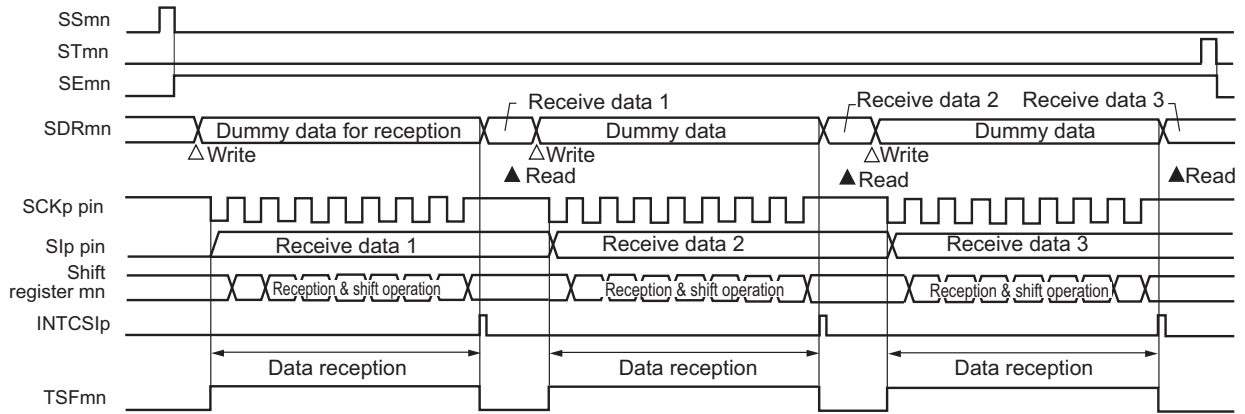 SSmn
STmn
SEmn
Receive data 1
Receive data 2 Receive data 3
SDRmn
Dummy data for reception
Dummy data
Dummy data
△Write
△Write
△Write
▲Read
▲Read
▲Read
SCKp pin
SIp pin
Receive data 1
Receive data 2
Receive data 3
Shift
register mn
Reception & shift operation
Reception & shift operation
Reception & shift operation
INTCSIp
Data reception
Data reception
Data reception
TSFmn